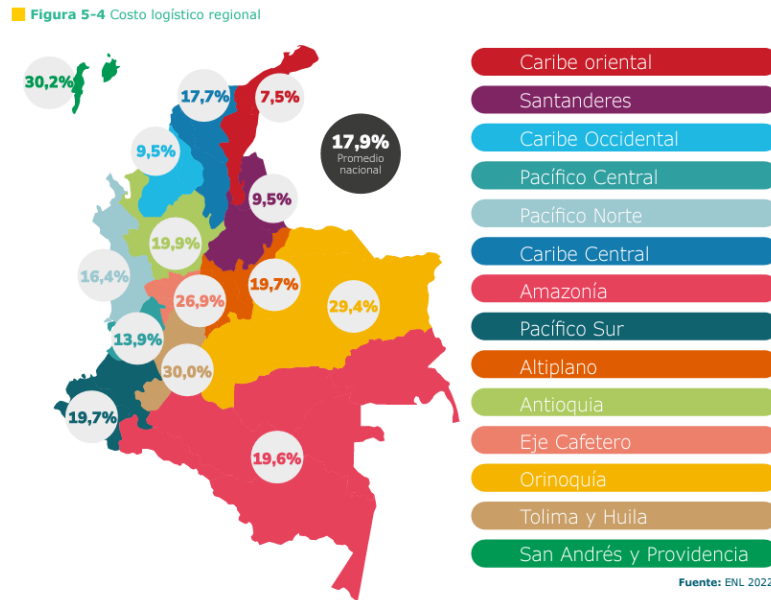 Figura 5-4 Costo logístico regional
30,2%
17,7%
7,5%
9,5%
17,9%
Promedio
nacional
9,5%
19,9%
16,4%
26,9%
19,7%
29,4%
13,9%
30,0%
19,7%
19,6%
Caribe oriental
Santanderes
Caribe Occidental
Pacífico Central
Pacífico Norte
Caribe Central
Amazonía
Pacífico Sur
Altiplano
Antioquia
Eje Cafetero
Orinoquía
Tolima y Huila
San Andrés y Providencia
Fuente: ENL 2022